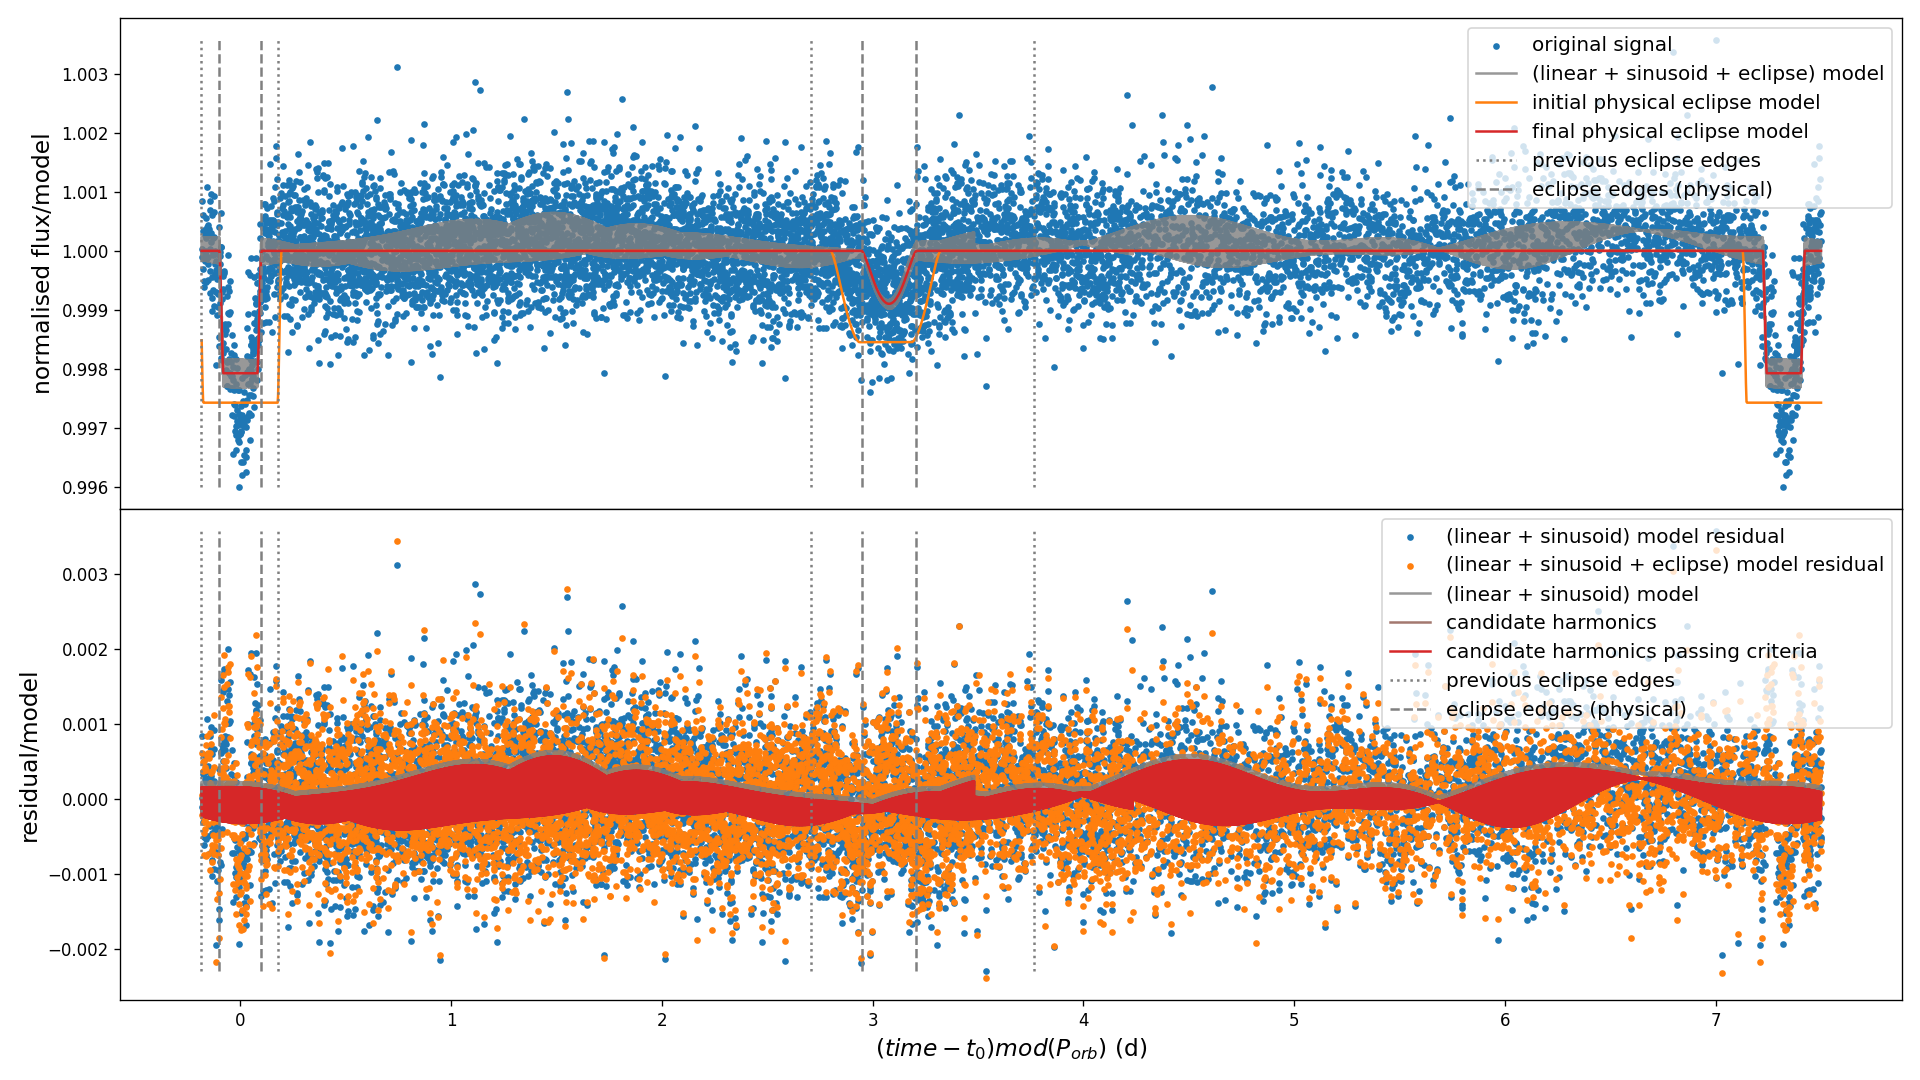 normalised flux/model
1.003
1.002
1.001
1.000
0.999
0.998
0.997
0.996
original signal
(linear + sinusoid + eclipse) model
initial physical eclipse model
final physical eclipse model
previous eclipse edges
eclipse edges (physical)
residual/model
0.003
0.002
0.001
0.000
−0.001
−0.002
(linear + sinusoid) model residual
(linear + sinusoid + eclipse) model residual
(linear + sinusoid) model
candidate harmonics
candidate harmonics passing criteria
previous eclipse edges
eclipse edges (physical)
0 1 2 3 4 5 6 7
(time − t₀)mod(P_orb) (d)